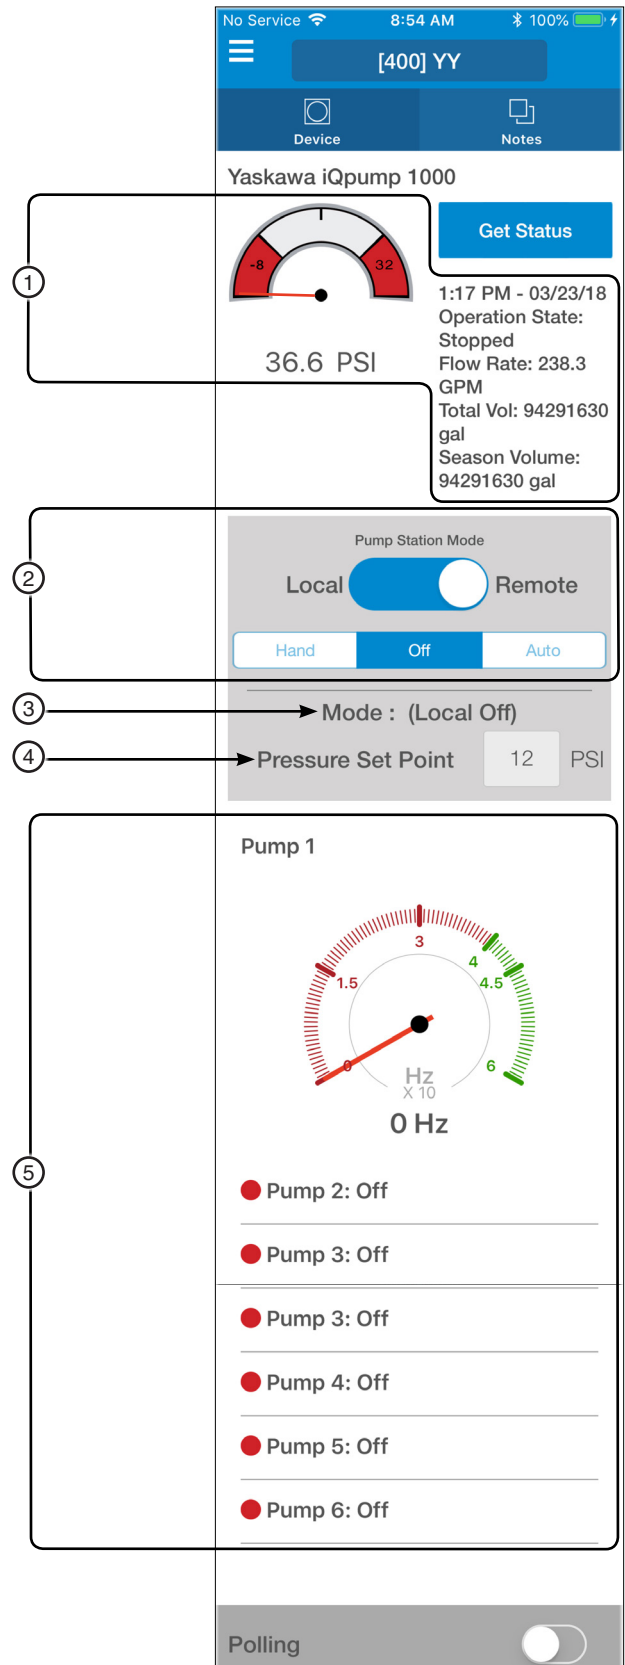 No Service 8:54 AM 100%
[400] YY
Device Notes
Yaskawa iQpump 1000
Get Status
1
-8 32
36.6 PSI
1:17 PM - 03/23/18
Operation State:
Stopped
Flow Rate: 238.3
GPM
Total Vol: 94291630
gal
Season Volume:
94291630 gal
2
Pump Station Mode
Local Remote
Hand Off Auto
3
Mode : (Local Off)
4
Pressure Set Point 12 PSI
5
Pump 1
0 1.5 3 4 4.5 6
Hz
X 10
0 Hz
Pump 2: Off
Pump 3: Off
Pump 3: Off
Pump 4: Off
Pump 5: Off
Pump 6: Off
Polling